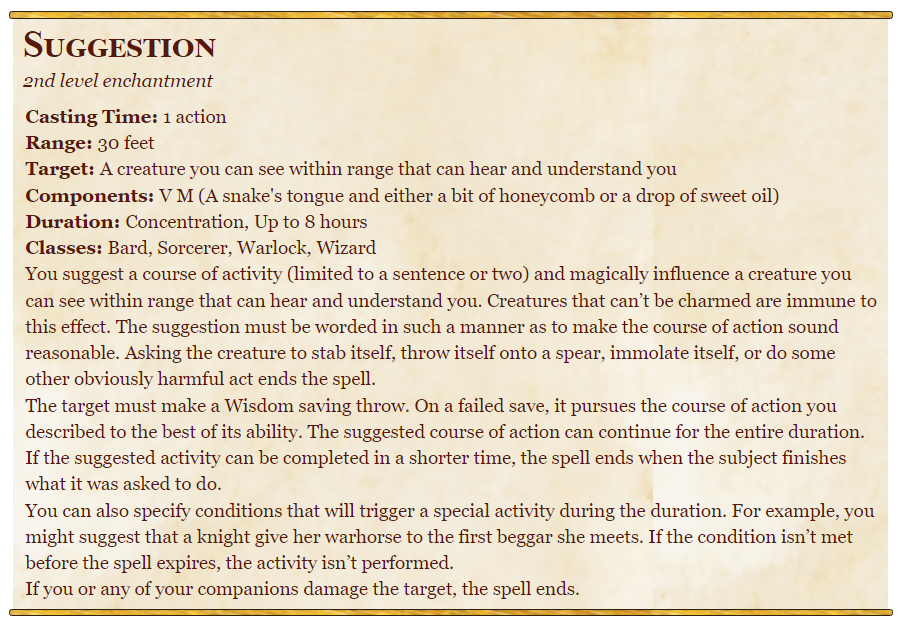 Suggestion
2nd level enchantment
Casting Time: 1 action
Range: 30 feet
Target: A creature you can see within range that can hear and understand you
Components: V M (A snake's tongue and either a bit of honeycomb or a drop of sweet oil)
Duration: Concentration, Up to 8 hours
Classes: Bard, Sorcerer, Warlock, Wizard
You suggest a course of activity (limited to a sentence or two) and magically influence a creature you
can see within range that can hear and understand you. Creatures that can’t be charmed are immune to
this effect. The suggestion must be worded in such a manner as to make the course of action sound
reasonable. Asking the creature to stab itself, throw itself onto a spear, immolate itself, or do some
other obviously harmful act ends the spell.
The target must make a Wisdom saving throw. On a failed save, it pursues the course of action you
described to the best of its ability. The suggested course of action can continue for the entire duration.
If the suggested activity can be completed in a shorter time, the spell ends when the subject finishes
what it was asked to do.
You can also specify conditions that will trigger a special activity during the duration. For example, you
might suggest that a knight give her warhorse to the first beggar she meets. If the condition isn’t met
before the spell expires, the activity isn’t performed.
If you or any of your companions damage the target, the spell ends.